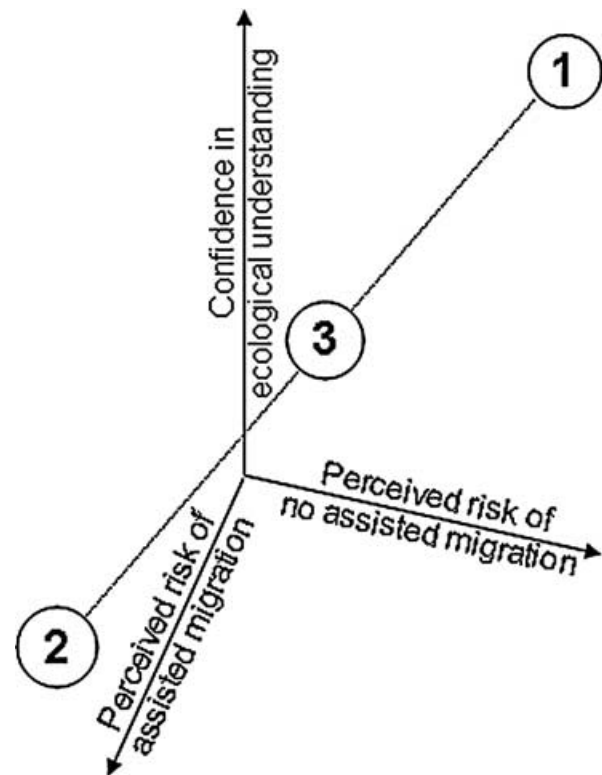 1
Confidence in
ecological understanding
3
Perceived risk of
no assisted migration
Perceived risk of
assisted migration
2